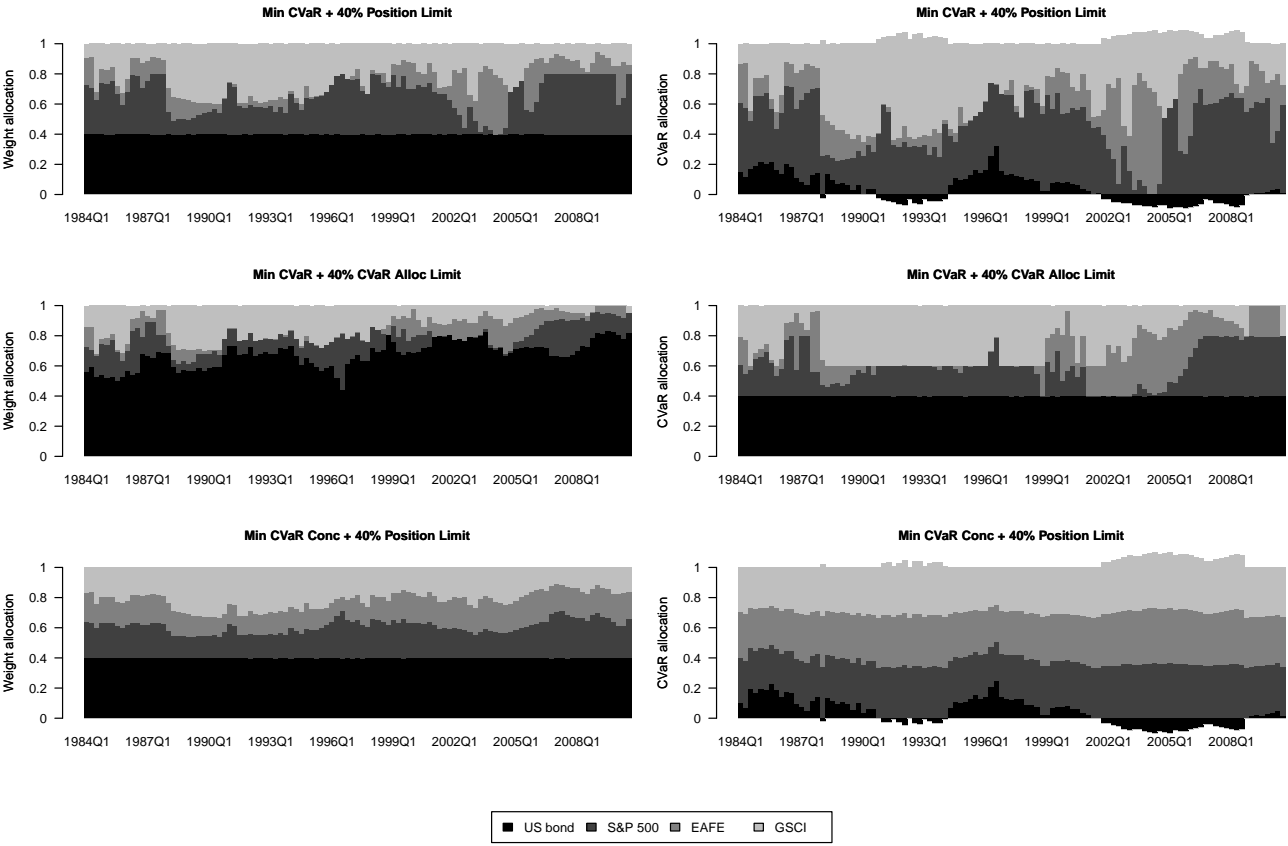 Min CVaR + 40% Position Limit
Weight allocation
1
0.8
0.6
0.4
0.2
0
1984Q1 1987Q1 1990Q1 1993Q1 1996Q1 1999Q1 2002Q1 2005Q1 2008Q1
Min CVaR + 40% Position Limit
CVaR allocation
1
0.8
0.6
0.4
0.2
0
1984Q1 1987Q1 1990Q1 1993Q1 1996Q1 1999Q1 2002Q1 2005Q1 2008Q1
Min CVaR + 40% CVaR Alloc Limit
Weight allocation
1
0.8
0.6
0.4
0.2
0
1984Q1 1987Q1 1990Q1 1993Q1 1996Q1 1999Q1 2002Q1 2005Q1 2008Q1
Min CVaR + 40% CVaR Alloc Limit
CVaR allocation
1
0.8
0.6
0.4
0.2
0
1984Q1 1987Q1 1990Q1 1993Q1 1996Q1 1999Q1 2002Q1 2005Q1 2008Q1
Min CVaR Conc + 40% Position Limit
Weight allocation
1
0.8
0.6
0.4
0.2
0
1984Q1 1987Q1 1990Q1 1993Q1 1996Q1 1999Q1 2002Q1 2005Q1 2008Q1
Min CVaR Conc + 40% Position Limit
CVaR allocation
1
0.8
0.6
0.4
0.2
0
1984Q1 1987Q1 1990Q1 1993Q1 1996Q1 1999Q1 2002Q1 2005Q1 2008Q1
US bond S&P 500 EAFE GSCI